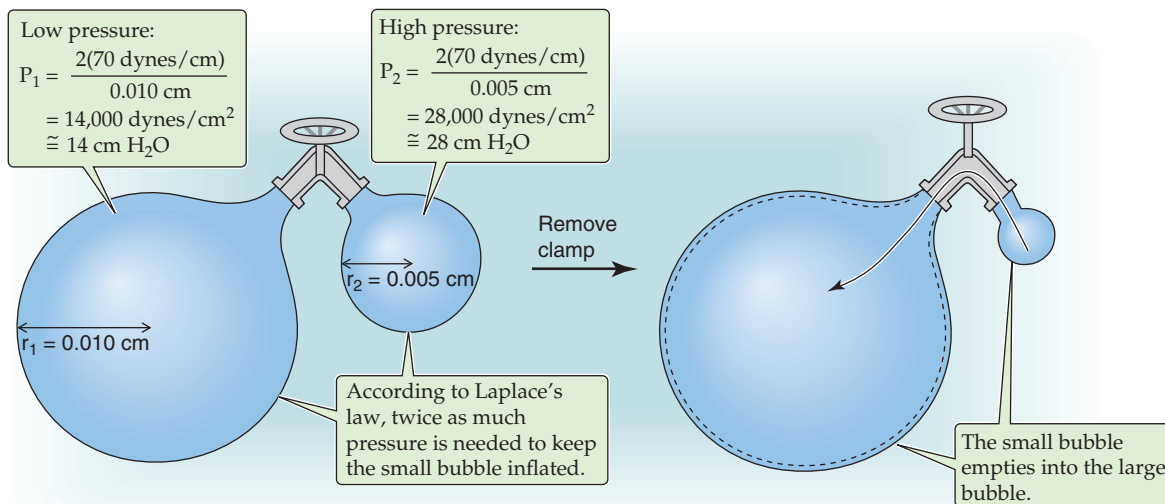 Low pressure:
P₁ = 2(70 dynes/cm) / 0.010 cm
= 14,000 dynes/cm²
≅ 14 cm H₂O
High pressure:
P₂ = 2(70 dynes/cm) / 0.005 cm
= 28,000 dynes/cm²
≅ 28 cm H₂O
r₁ = 0.010 cm
r₂ = 0.005 cm
According to Laplace’s
law, twice as much
pressure is needed to keep
the small bubble inflated.
Remove
clamp
The small bubble
empties into the large
bubble.